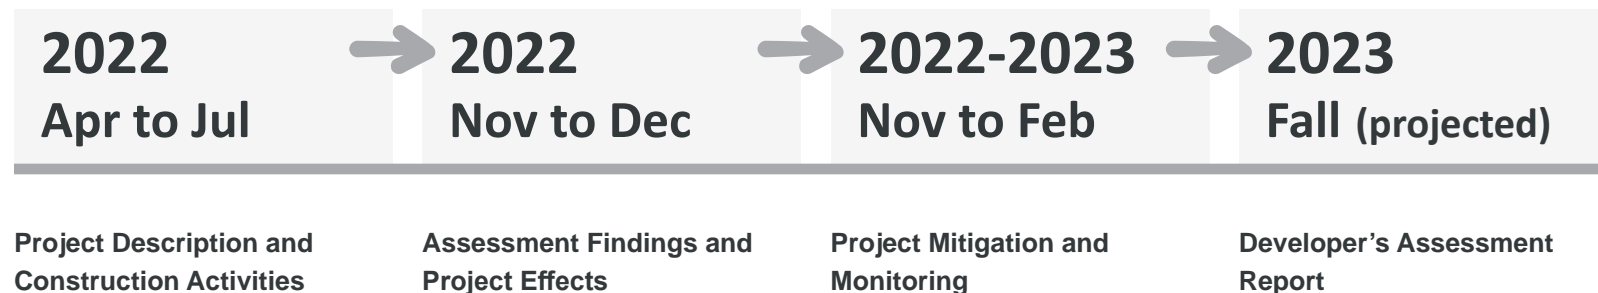 2022
Apr to Jul
2022
Nov to Dec
2022-2023
Nov to Feb
2023
Fall (projected)
Project Description and
Construction Activities
Assessment Findings and
Project Effects
Project Mitigation and
Monitoring
Developer’s Assessment
Report